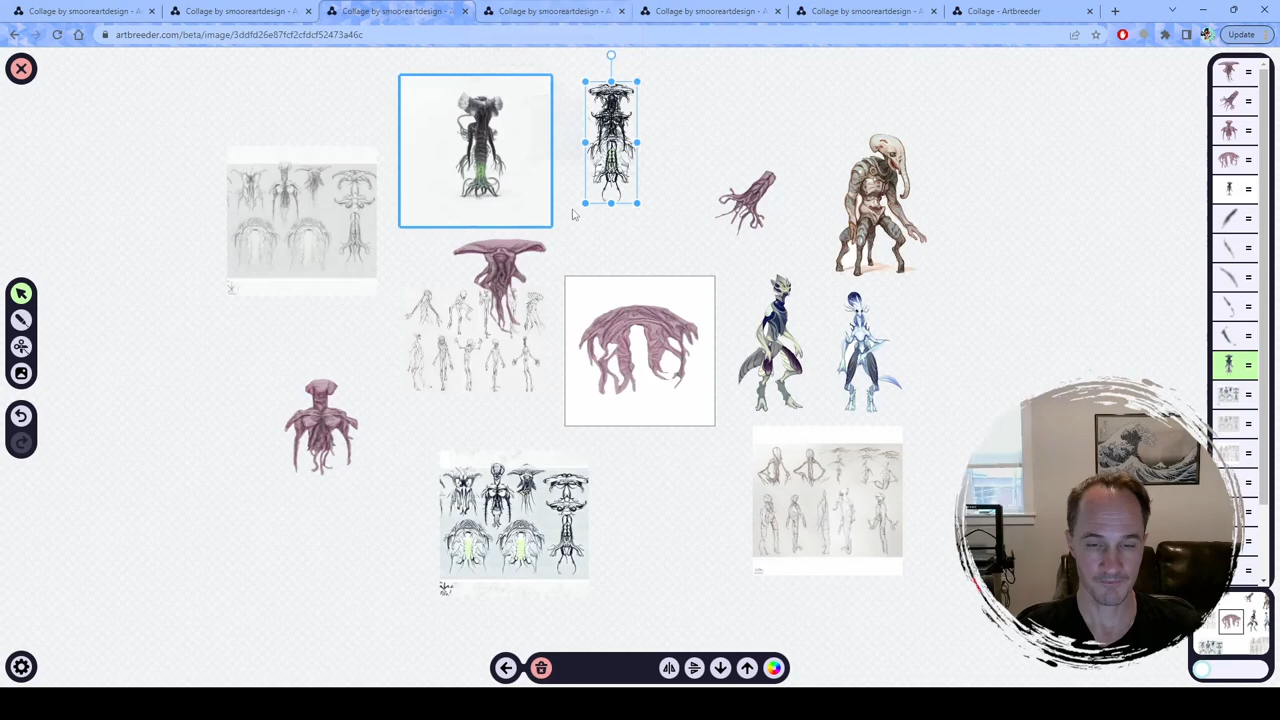 Collage by smooreartdesign - A
Collage by smooreartdesign - A
Collage by smooreartdesign - A
Collage by smooreartdesign - A
Collage by smooreartdesign - A
Collage by smooreartdesign - A
Collage - Artbreeder
artbreeder.com/beta/image/3ddfd26e87fcf2cfdcf52473a46c
Update